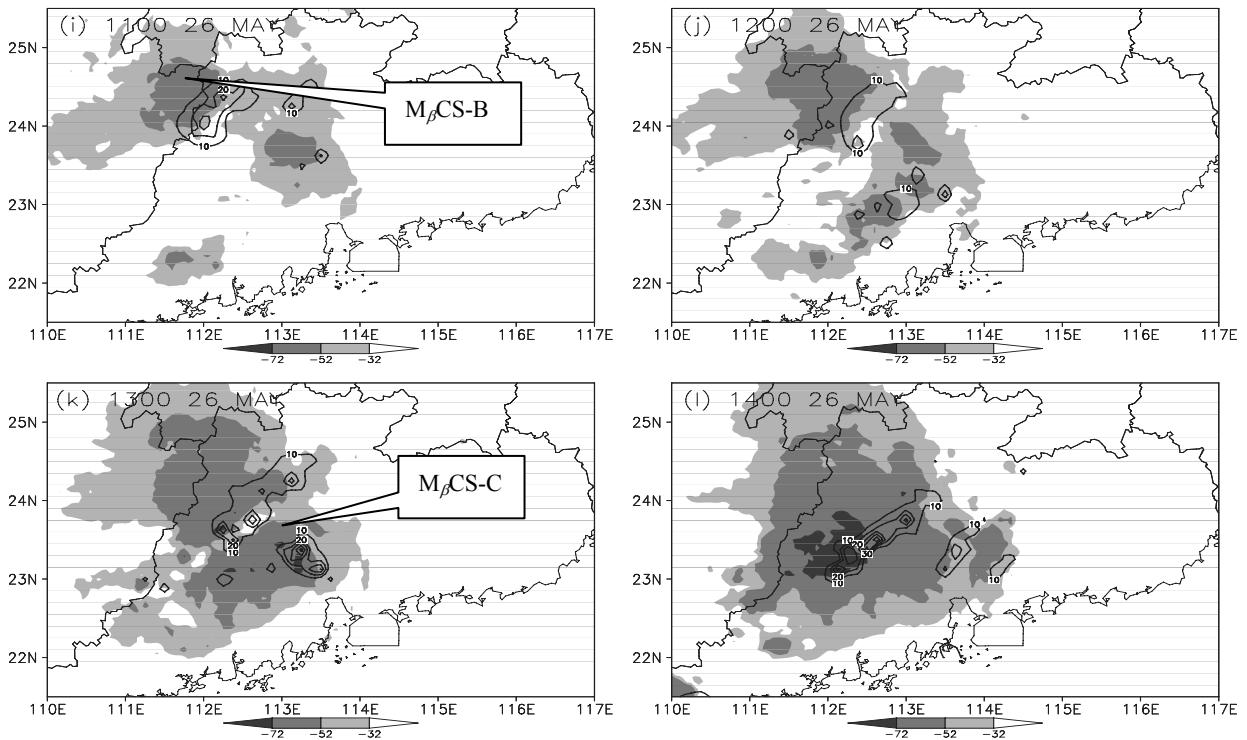 (i) 1100 26 MAY
25N
24N
23N
22N
10
20
10
10
MβCS-B
110E 111E 112E 113E 114E 115E 116E 117E
-72 -52 -32
(j) 1200 26 MAY
25N
24N
23N
22N
10
10
10
110E 111E 112E 113E 114E 115E 116E 117E
-72 -52 -32
(k) 1300 26 MAY
25N
24N
23N
22N
10
20
10
10
20
MβCS-C
110E 111E 112E 113E 114E 115E 116E 117E
-72 -52 -32
(l) 1400 26 MAY
25N
24N
23N
22N
10
10
20
30
20
10
10
10
110E 111E 112E 113E 114E 115E 116E 117E
-72 -52 -32